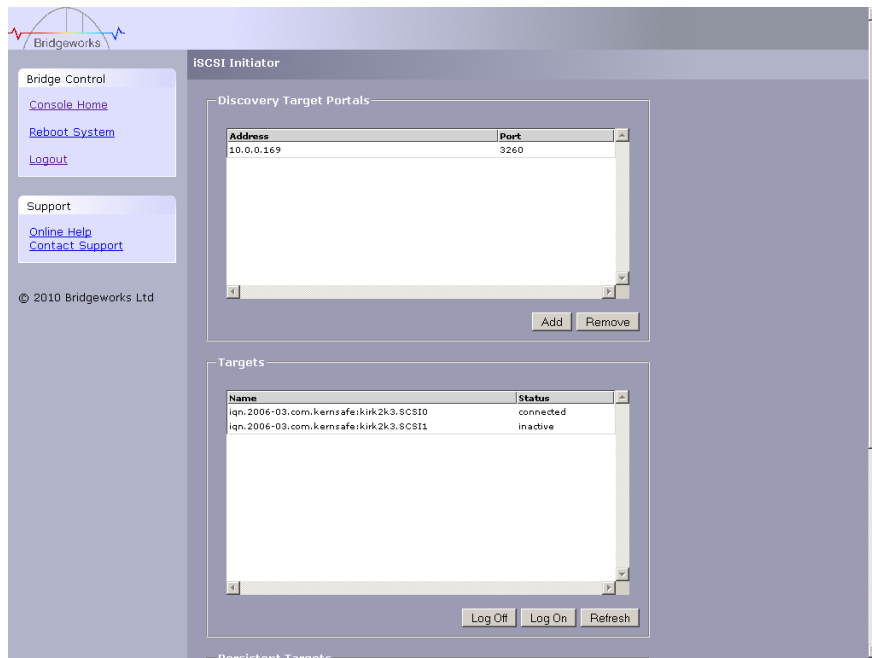 Bridgeworks
iSCSI Initiator
Bridge Control
Console Home
Reboot System
Logout
Support
Online Help
Contact Support
© 2010 Bridgeworks Ltd
Discovery Target Portals
Address Port
10.0.0.169 3260
Add Remove
Targets
Name Status
iqn.2006-03.com.kernsafe:kirk2k3.SCSI0 connected
iqn.2006-03.com.kernsafe:kirk2k3.SCSI1 inactive
Log Off Log On Refresh
Persistent Targets